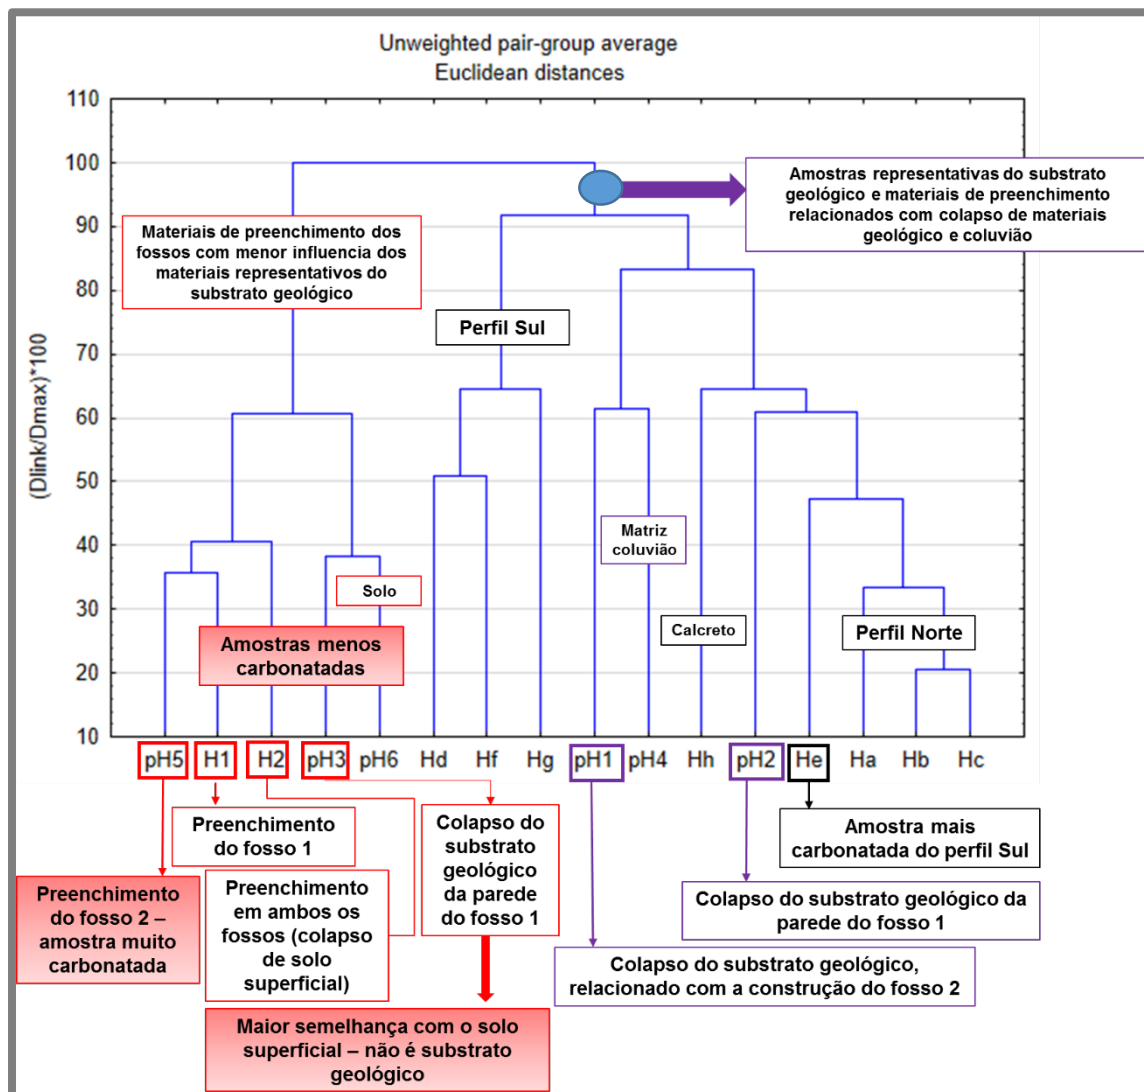 Unweighted pair-group average
Euclidean distances
(Dlink/Dmax)*100
110
100
90
80
70
60
50
40
30
20
10
Amostras representativas do substrato
geológico e materiais de preenchimento
relacionados com colapso de materiais
geológico e coluvião
Materiais de preenchimento dos
fossos com menor influencia dos
materiais representativos do
substrato geológico
Perfil Sul
Matriz
coluvião
Solo
Amostras menos
carbonatadas
Calcreto
Perfil Norte
pH5 H1 H2 pH3 pH6 Hd Hf Hg pH1 pH4 Hh pH2 He Ha Hb Hc
Preenchimento
do fosso 1
Colapso do
substrato
geológico
da parede
do fosso 1
Amostra mais
carbonatada do perfil Sul
Preenchimento
do fosso 2 –
amostra muito
carbonatada
Preenchimento
em ambos os
fossos (colapso
de solo
superficial)
Colapso do substrato geológico da
parede do fosso 1
Colapso do substrato geológico,
relacionado com a construção do fosso 2
Maior semelhança com o solo
superficial – não é substrato
geológico